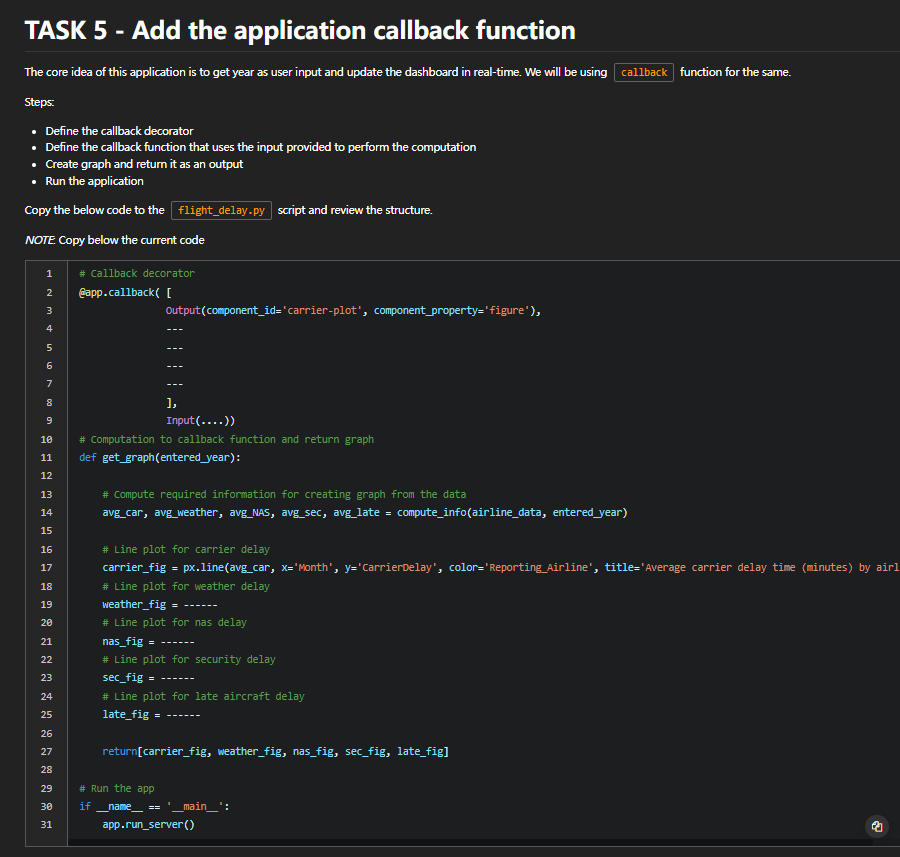 TASK 5 - Add the application callback function
The core idea of this application is to get year as user input and update the dashboard in real-time. We will be using callback function for the same.
Steps:
• Define the callback decorator
• Define the callback function that uses the input provided to perform the computation
• Create graph and return it as an output
• Run the application
Copy the below code to the flight_delay.py script and review the structure.
NOTE: Copy below the current code
1 # Callback decorator
2 @app.callback( [
3 Output(component_id='carrier-plot', component_property='figure'),
4 ---
5 ---
6 ---
7 ---
8 ],
9 Input(....))
10 # Computation to callback function and return graph
11 def get_graph(entered_year):
12
13 # Compute required information for creating graph from the data
14 avg_car, avg_weather, avg_NAS, avg_sec, avg_late = compute_info(airline_data, entered_year)
15
16 # Line plot for carrier delay
17 carrier_fig = px.line(avg_car, x='Month', y='CarrierDelay', color='Reporting_Airline', title='Average carrier delay time (minutes) by airl
18 # Line plot for weather delay
19 weather_fig = ------
20 # Line plot for nas delay
21 nas_fig = ------
22 # Line plot for security delay
23 sec_fig = ------
24 # Line plot for late aircraft delay
25 late_fig = ------
26
27 return[carrier_fig, weather_fig, nas_fig, sec_fig, late_fig]
28
29 # Run the app
30 if __name__ == '__main__':
31 app.run_server()